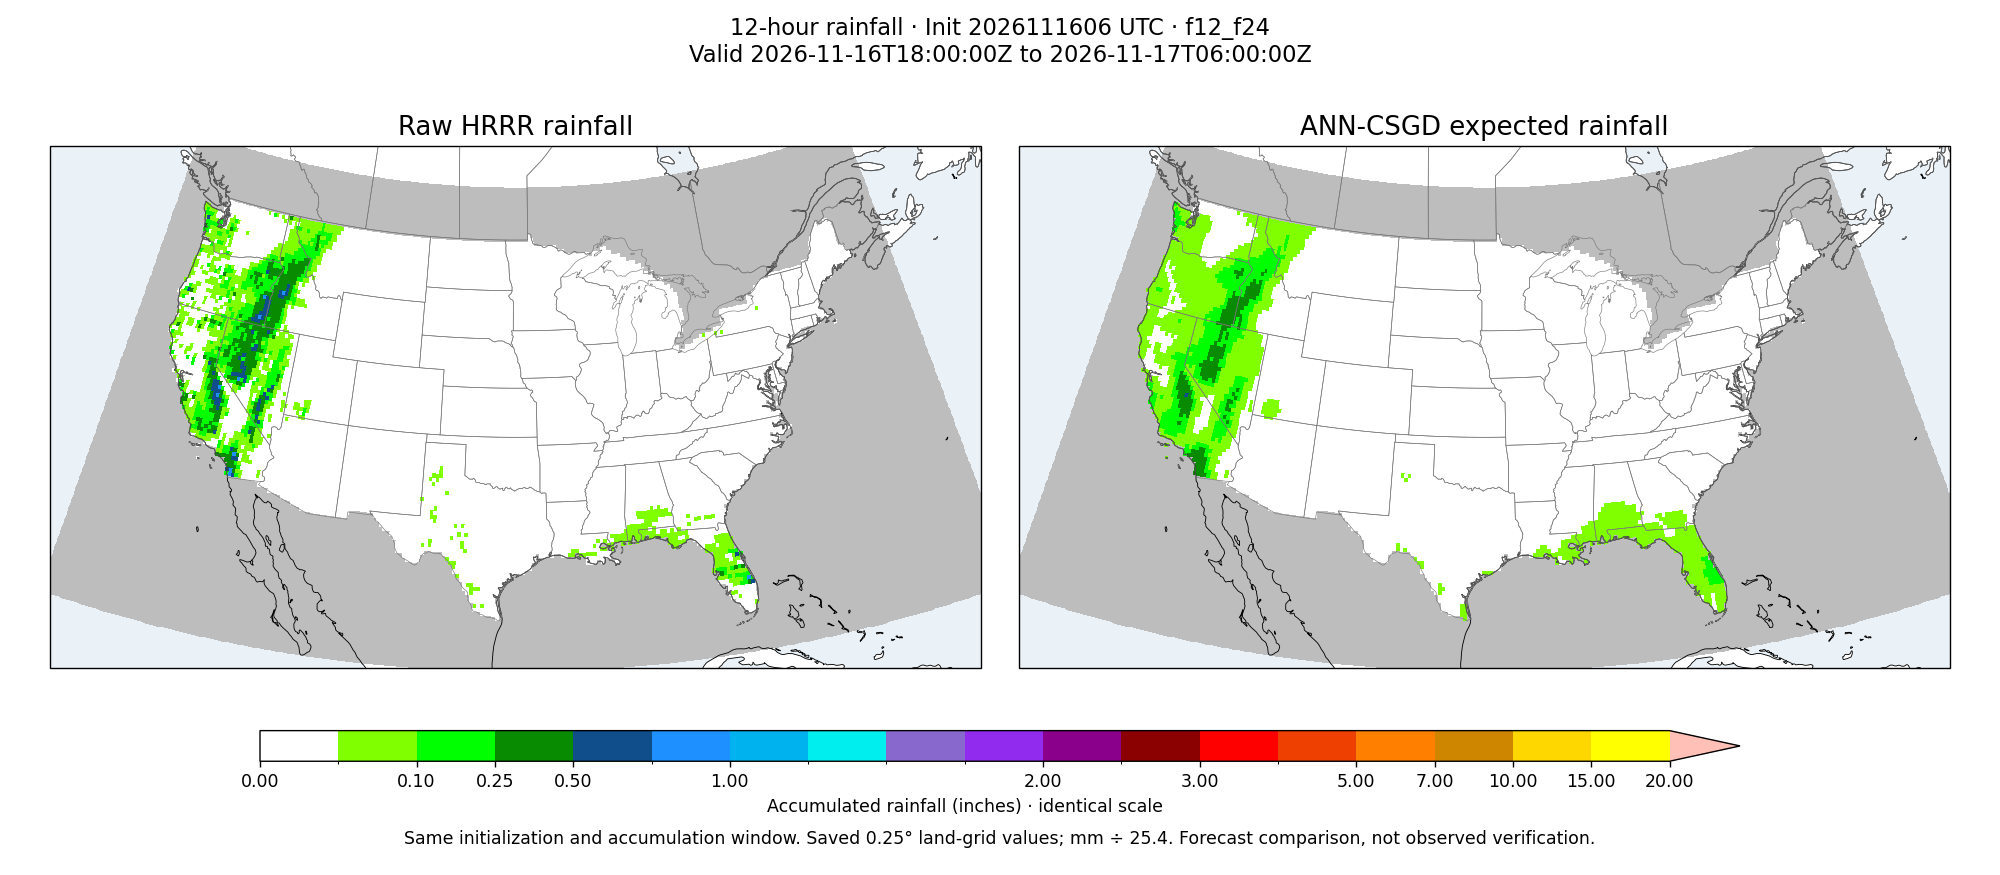 12-hour rainfall · Init 2026111606 UTC · f12_f24
Valid 2026-11-16T18:00:00Z to 2026-11-17T06:00:00Z
Raw HRRR rainfall
ANN-CSGD expected rainfall
0.00 0.10 0.25 0.50 1.00 2.00 3.00 5.00 7.00 10.00 15.00 20.00
Accumulated rainfall (inches) · identical scale
Same initialization and accumulation window. Saved 0.25° land-grid values; mm ÷ 25.4. Forecast comparison, not observed verification.